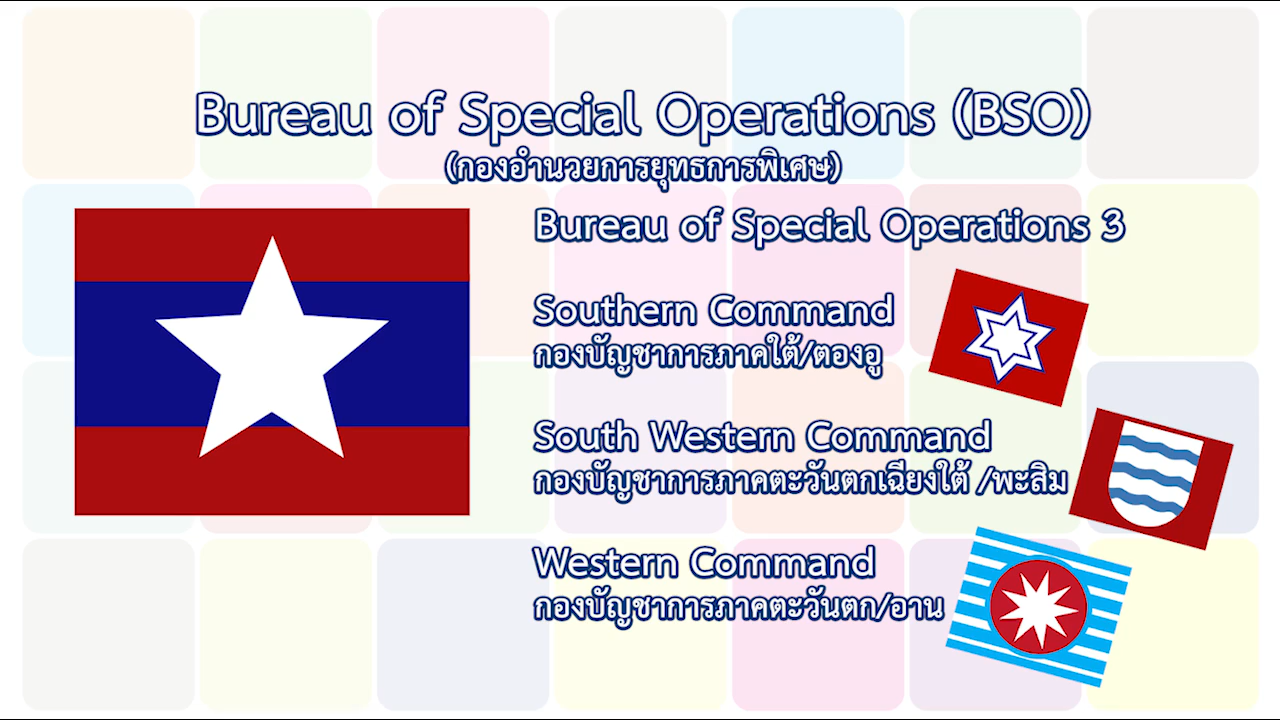 Bureau of Special Operations (BSO)
(กองอำนวยการยุทธการพิเศษ)
Bureau of Special Operations 3
Southern Command
กองบัญชาการภาคใต้/ตองอู
South Western Command
กองบัญชาการภาคตะวันตกเฉียงใต้ /พะสิม
Western Command
กองบัญชาการภาคตะวันตก/อาน